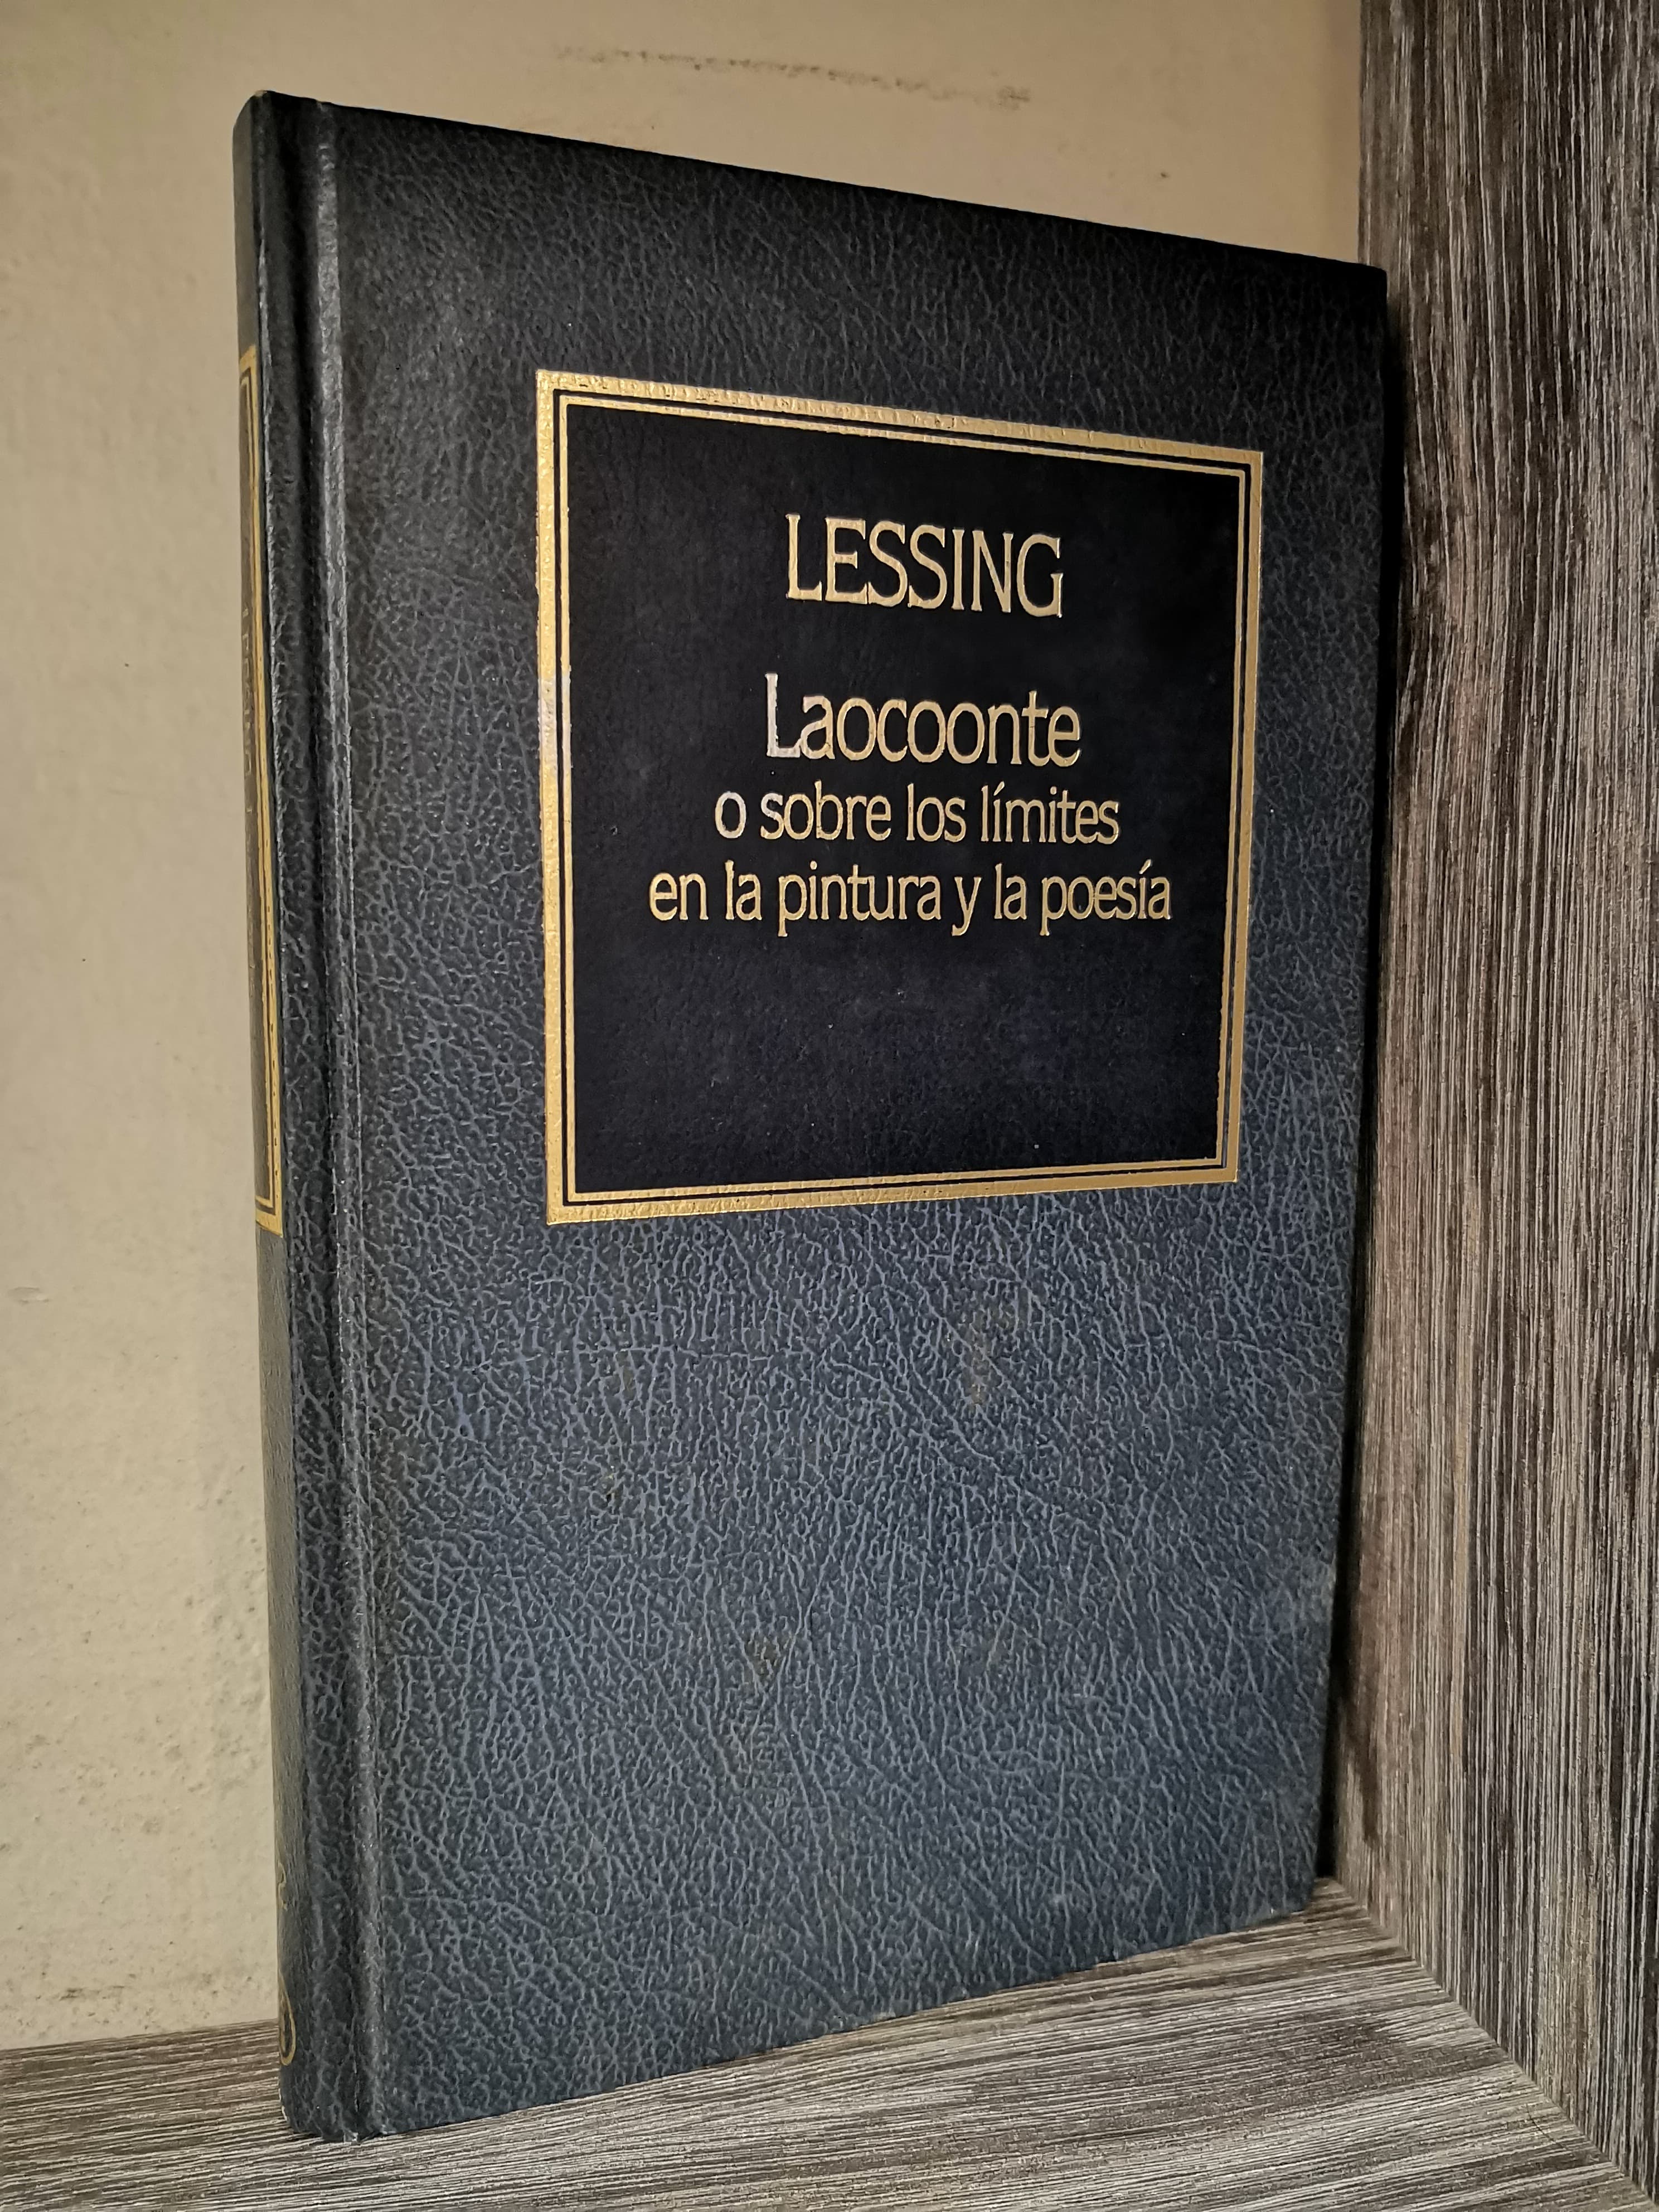 LESSING
Laocoonte
o sobre los límites
en la pintura y la poesía